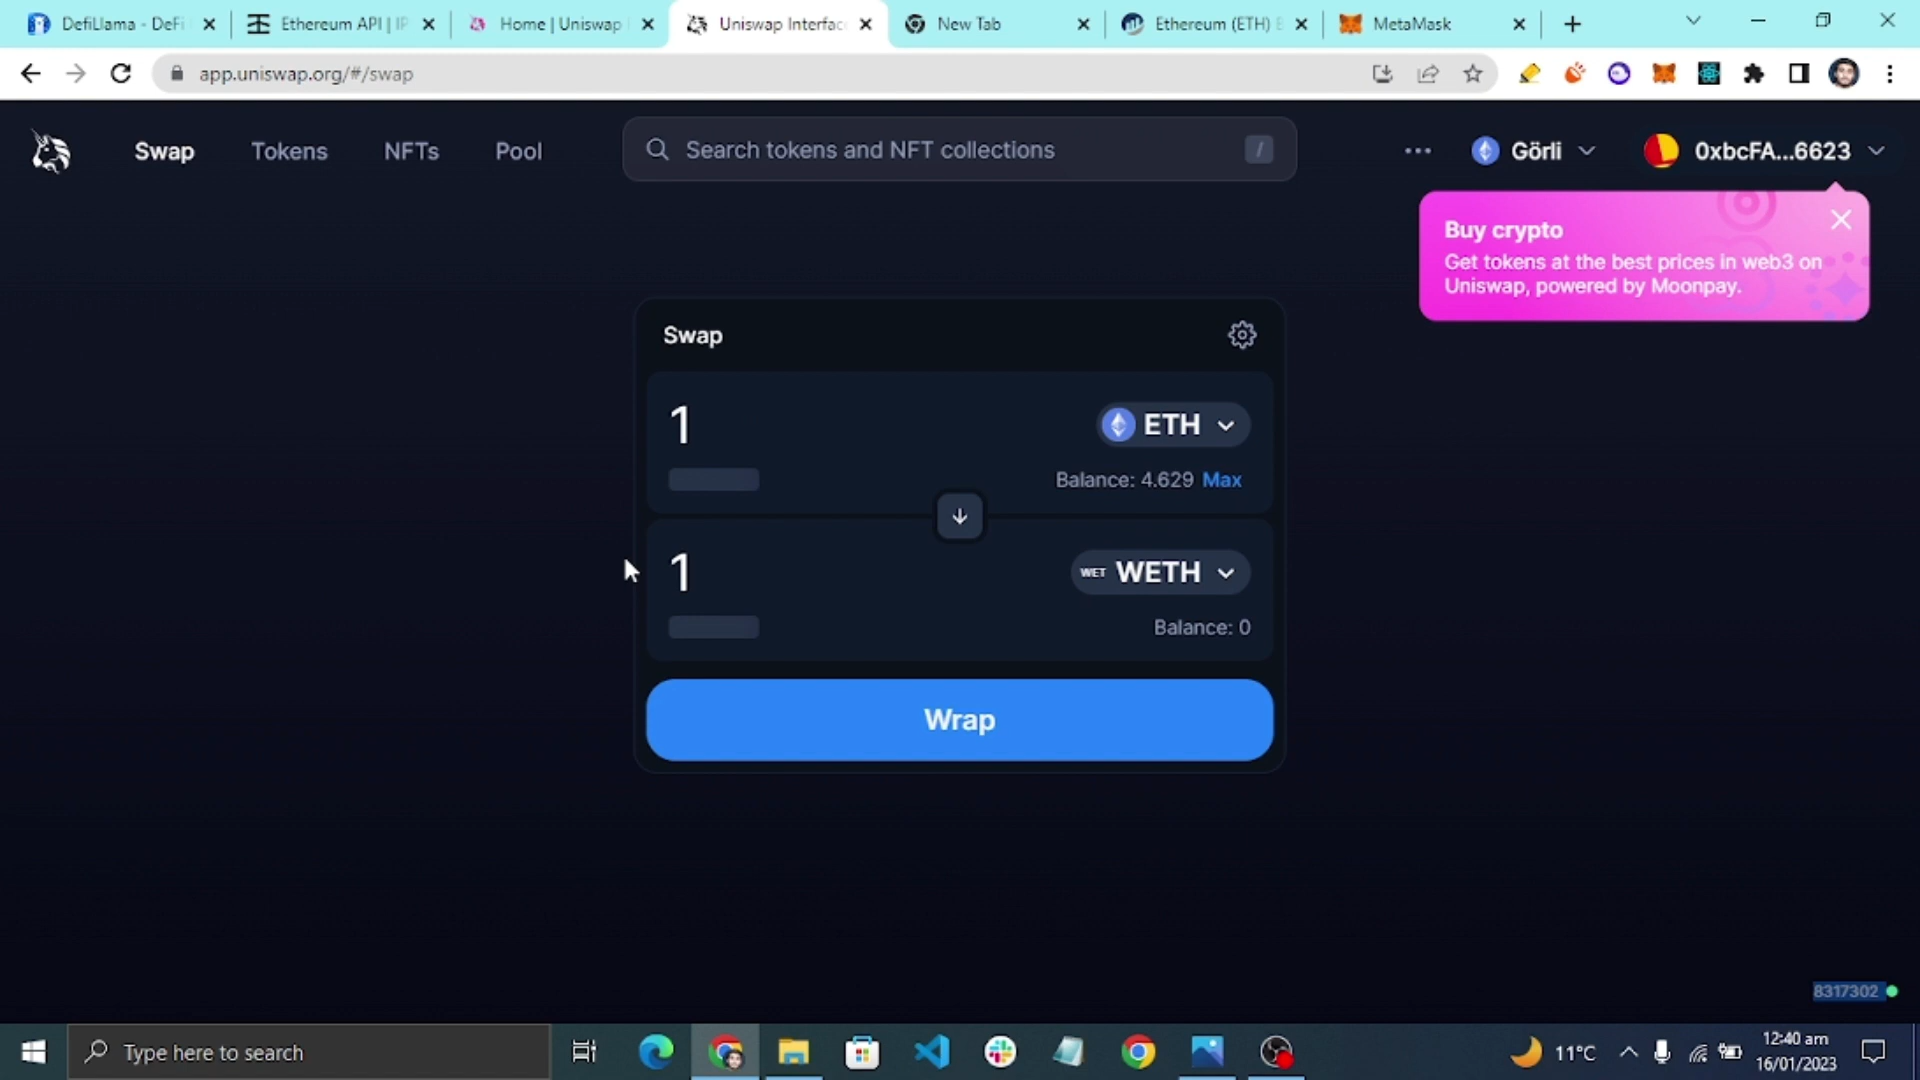 DefiLlama - DeFi
Ethereum API | IP
Home | Uniswap
Uniswap Interfac
New Tab
Ethereum (ETH) B
MetaMask
app.uniswap.org/#/swap
Swap
Tokens
NFTs
Pool
Search tokens and NFT collections
/
Görli
0xbcFA...6623
Buy crypto
Get tokens at the best prices in web3 on
Uniswap, powered by Moonpay.
Swap
1
ETH
Balance: 4.629 Max
1
WET WETH
Balance: 0
Wrap
8317302
Type here to search
11°C
12:40 am
16/01/2023